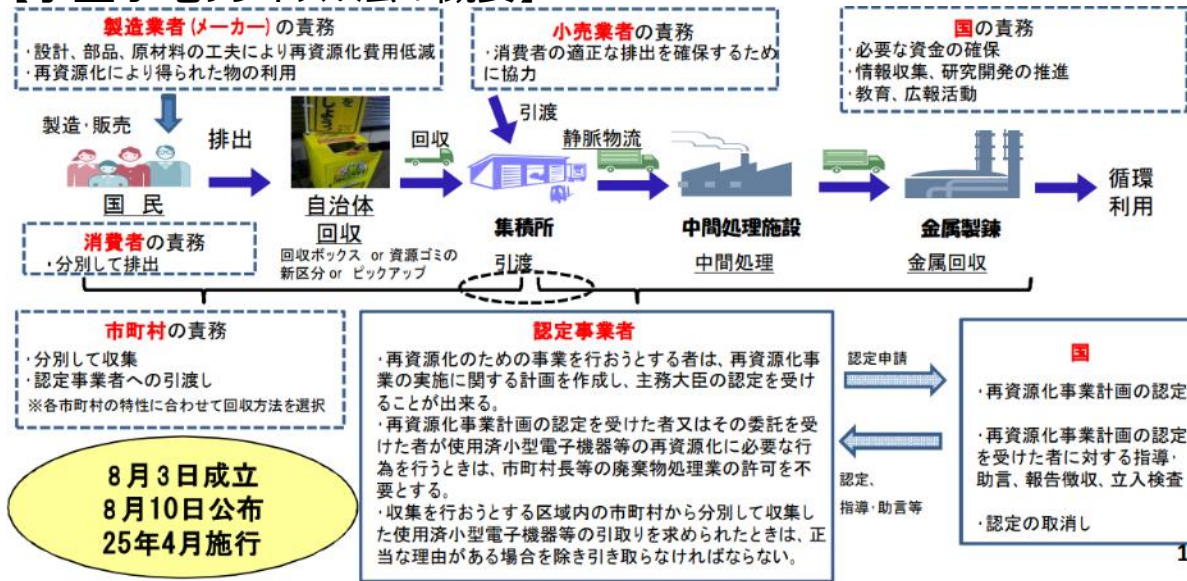 製造業者(メーカー)の責務
・設計、部品、原材料の工夫により再資源化費用低減
・再資源化により得られた物の利用
小売業者の責務
・消費者の適正な排出を確保するため
に協力
国の責務
・必要な資金の確保
・情報収集、研究開発の推進
・教育、広報活動
製造・販売
排出
回収
引渡
静脈物流
国 民
自治体
回収
回収ボックス or 資源ゴミの
新区分 or ピックアップ
集積所
引渡
中間処理施設
中間処理
金属製錬
金属回収
循環
利用
消費者の責務
・分別して排出
市町村の責務
・分別して収集
・認定事業者への引渡し
※各市町村の特性に合わせて回収方法を選択
8月3日成立
8月10日公布
25年4月施行
認定事業者
・再資源化のための事業を行おうとする者は、再資源化事
業の実施に関する計画を作成し、主務大臣の認定を受け
ることが出来る。
・再資源化事業計画の認定を受けた者又はその委託を
受けた者が使用済小型電子機器等の再資源化に必要な行
為を行うときは、市町村長等の廃棄物処理業の許可を不
要とする。
・収集を行おうとする区域内の市町村から分別して収集し
た使用済小型電子機器等の引取りを求められたときは、正
当な理由がある場合を除き引き取らなければならない。
認定申請
認定、
指導・助言等
国
・再資源化事業計画の認定
・再資源化事業計画の認定
を受けた者に対する指導・
助言、報告徴収、立入検査
・認定の取消し
1